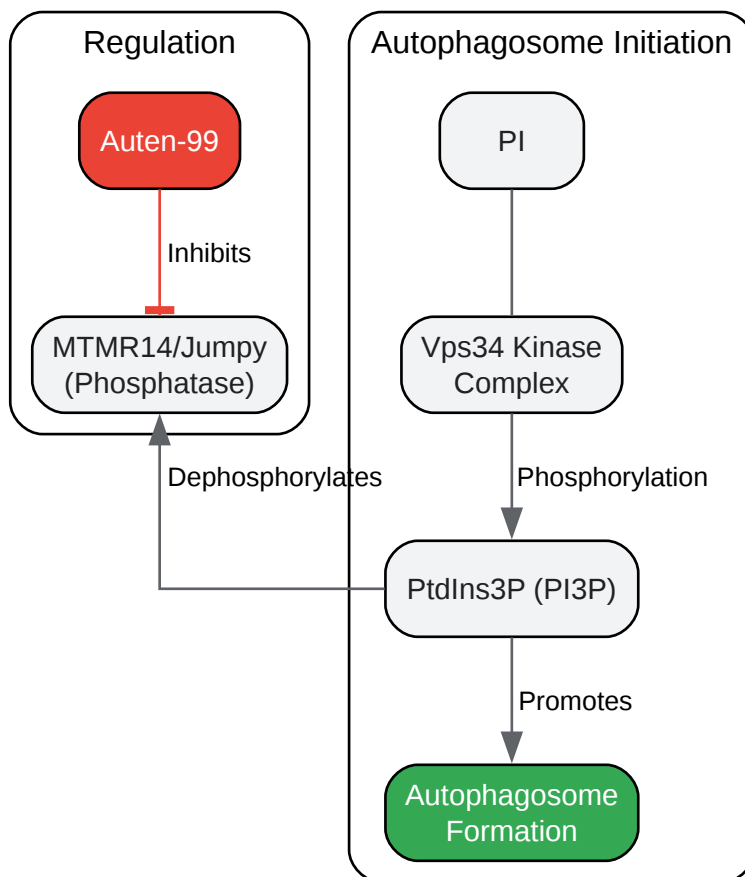 Regulation
Auten-99
Inhibits
MTMR14/Jumpy
(Phosphatase)
Dephosphorylates
Autophagosome Initiation
PI
Vps34 Kinase
Complex
Phosphorylation
PtdIns3P (PI3P)
Promotes
Autophagosome
Formation